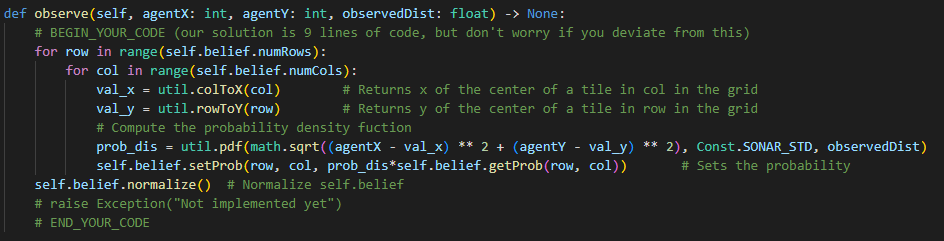 def observe(self, agentX: int, agentY: int, observedDist: float) -> None:
    # BEGIN_YOUR_CODE (our solution is 9 lines of code, but don't worry if you deviate from this)
    for row in range(self.belief.numRows):
        for col in range(self.belief.numCols):
            val_x = util.colToX(col)        # Returns x of the center of a tile in col in the grid
            val_y = util.rowToY(row)        # Returns y of the center of a tile in row in the grid
            # Compute the probability density fuction
            prob_dis = util.pdf(math.sqrt((agentX - val_x) ** 2 + (agentY - val_y) ** 2), Const.SONAR_STD, observedDist)
            self.belief.setProb(row, col, prob_dis*self.belief.getProb(row, col))       # Sets the probability
    self.belief.normalize()  # Normalize self.belief
    # raise Exception("Not implemented yet")
    # END_YOUR_CODE